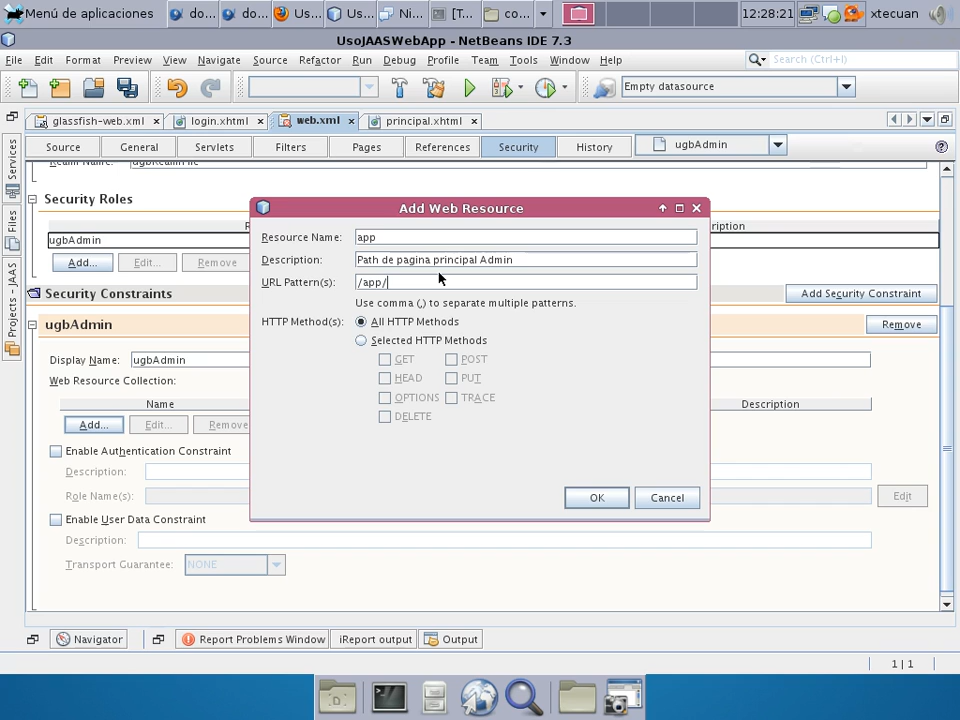 Menú de aplicaciones do... do... Us... Us... Ni... [T... co... 12:28:21 xtecuan
UsoJAASWebApp - NetBeans IDE 7.3
File Edit Format Preview View Navigate Source Refactor Run Debug Profile Team Tools Window Help Search (Ctrl+I)
Empty datasource
glassfish-web.xml login.xhtml web.xml principal.xhtml
Source General Servlets Filters Pages References Security History ugbAdmin
Services
Files
Projects - JAAS
Security Roles
ugbAdmin
Add... Edit... Remove
Security Constraints Add Security Constraint
ugbAdmin Remove
Display Name: ugbAdmin
Web Resource Collection:
Name Description
Add... Edit... Remove
Enable Authentication Constraint
Description:
Role Name(s): Edit
Enable User Data Constraint
Description:
Transport Guarantee: NONE
Add Web Resource
Resource Name: app
Description: Path de pagina principal Admin
URL Pattern(s): /app/
Use comma (,) to separate multiple patterns.
HTTP Method(s): All HTTP Methods
Selected HTTP Methods
GET POST
HEAD PUT
OPTIONS TRACE
DELETE
OK Cancel
Navigator Report Problems Window iReport output Output
1 | 1